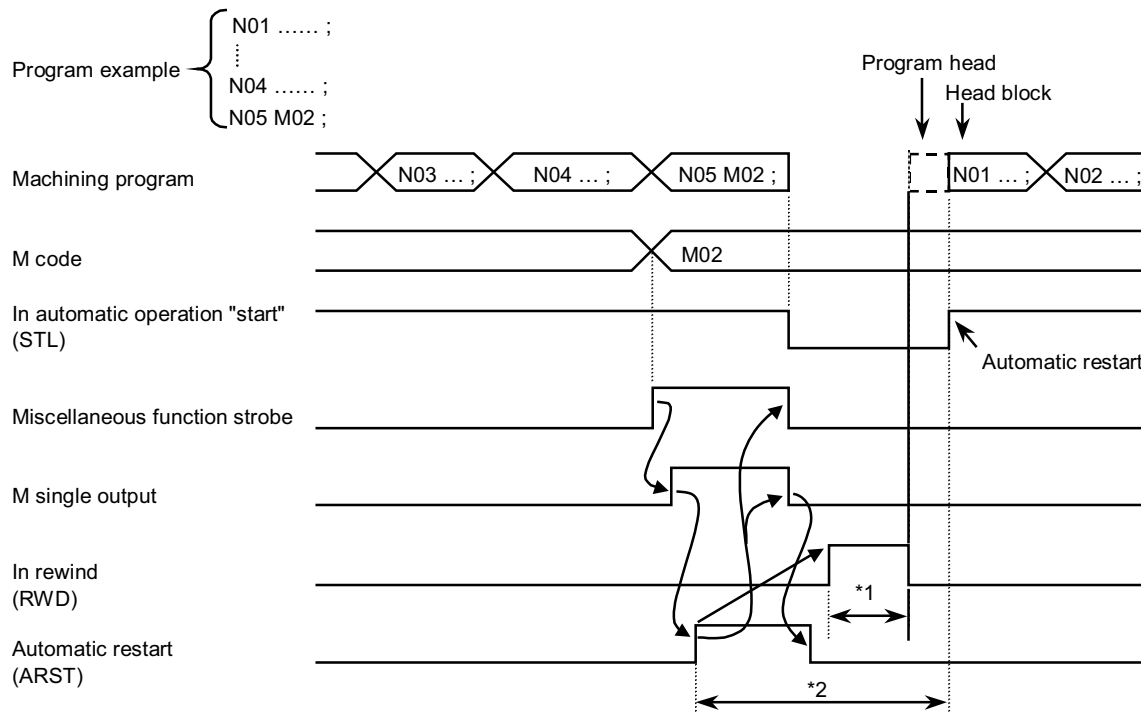 N01 …… ;
Program example
N04 …… ;
N05 M02 ;
Program head
Head block
Machining program
N03 … ;
N04 … ;
N05 M02 ;
N01 … ;
N02 … ;
M code
M02
In automatic operation "start"
(STL)
Automatic restart
Miscellaneous function strobe
M single output
In rewind
(RWD)
*1
Automatic restart
(ARST)
*2